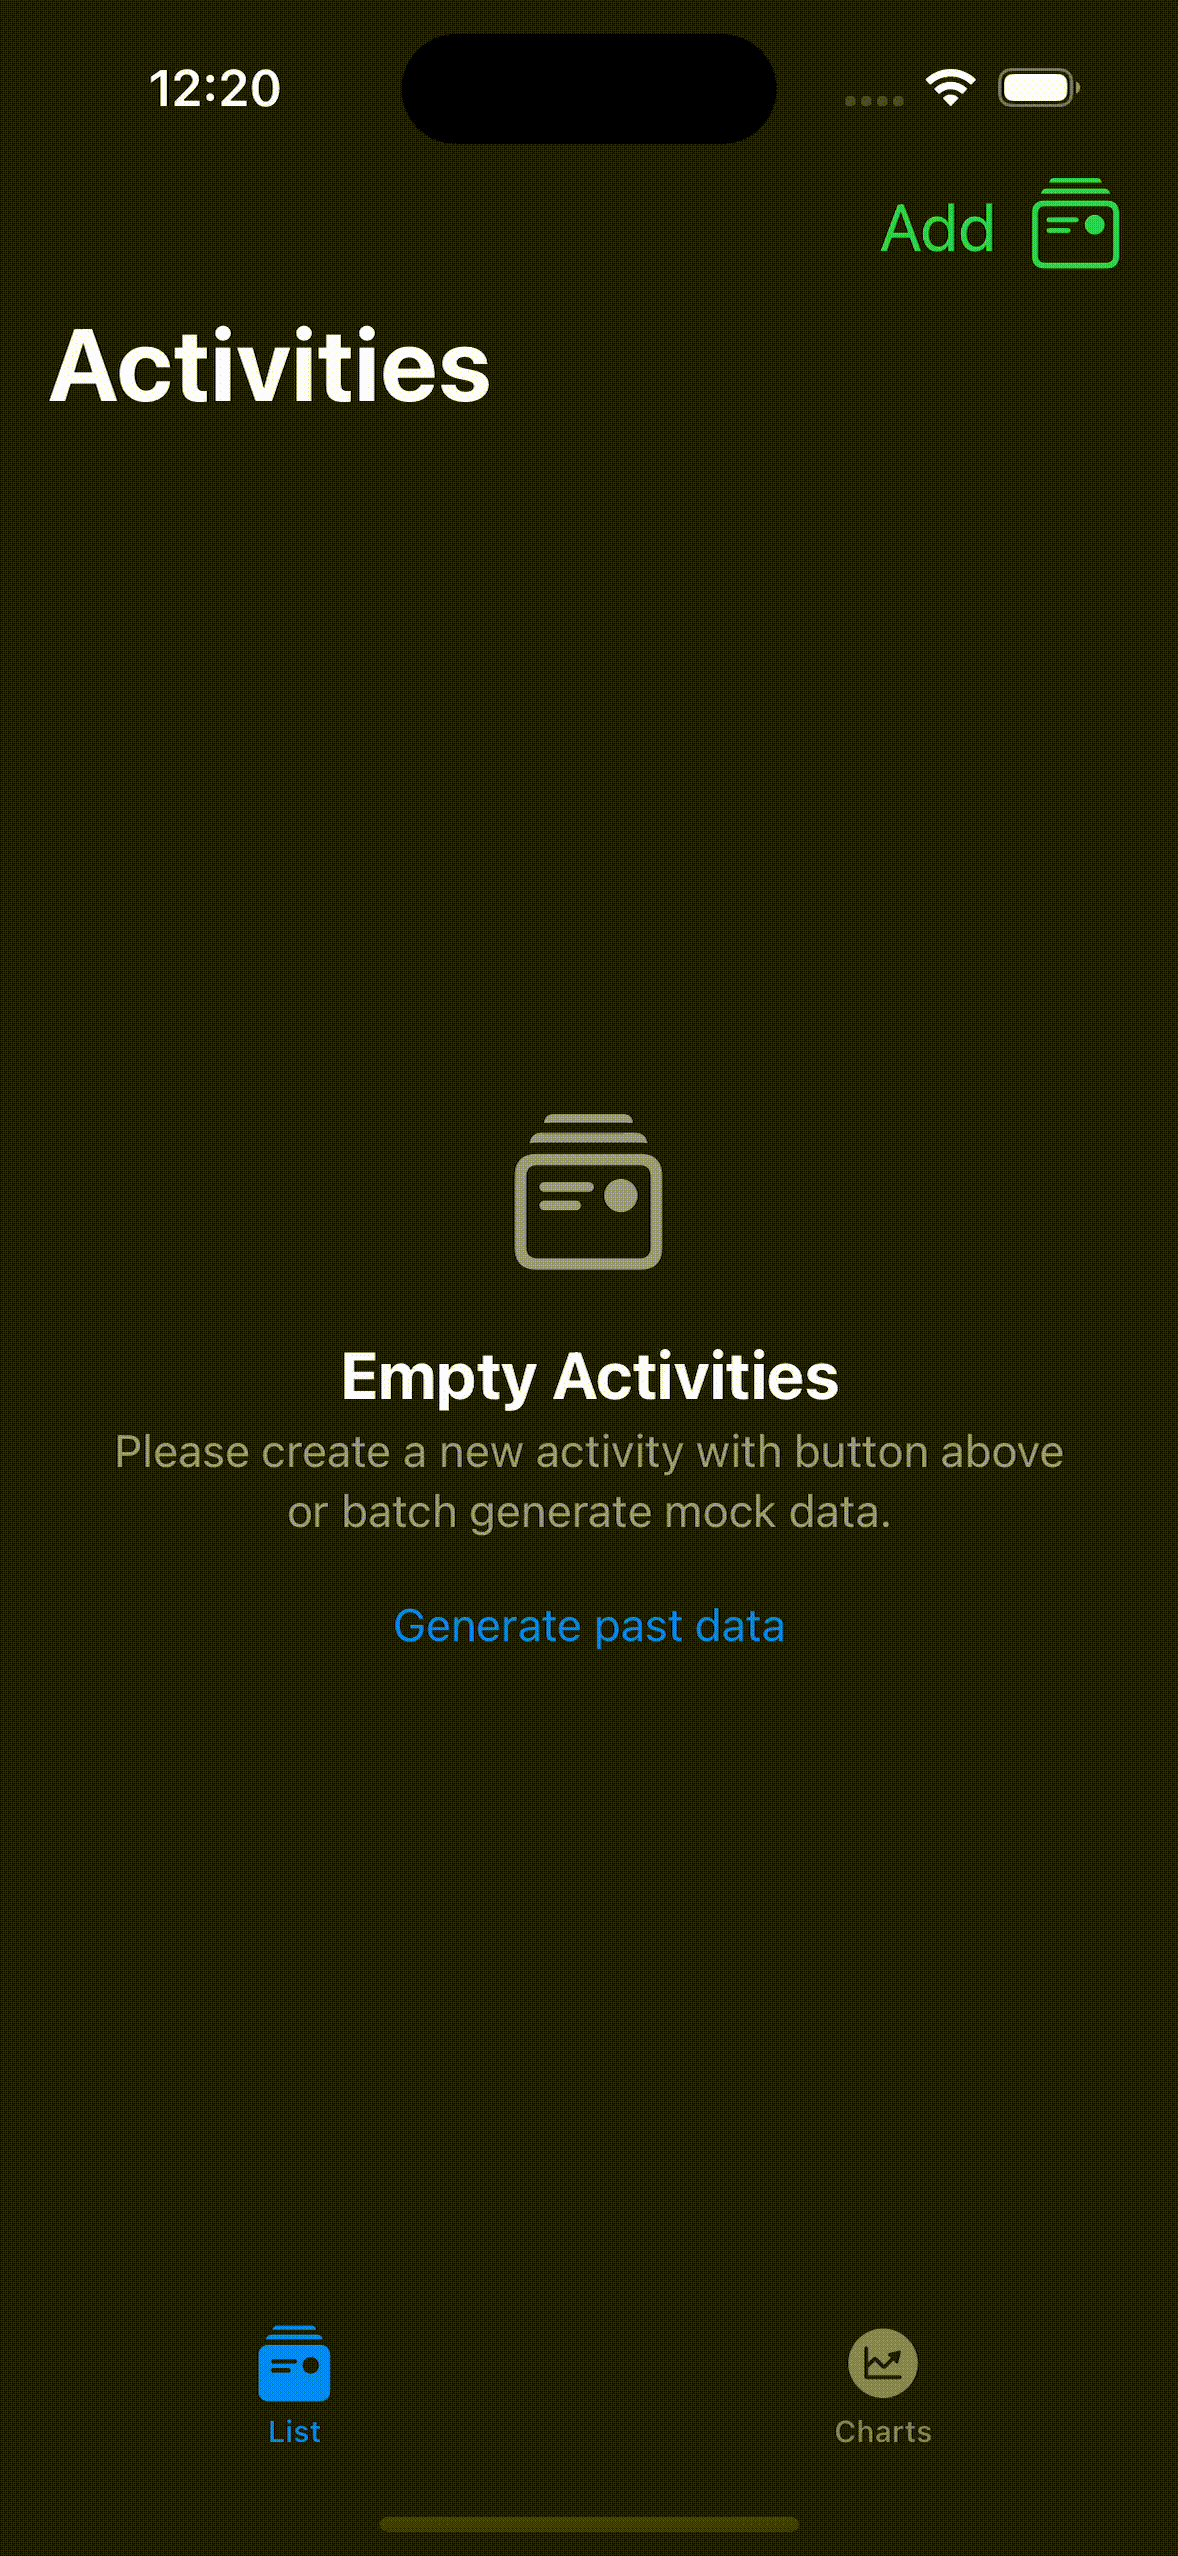 12:20
Add
Activities
Empty Activities
Please create a new activity with button above
or batch generate mock data.
Generate past data
List
Charts